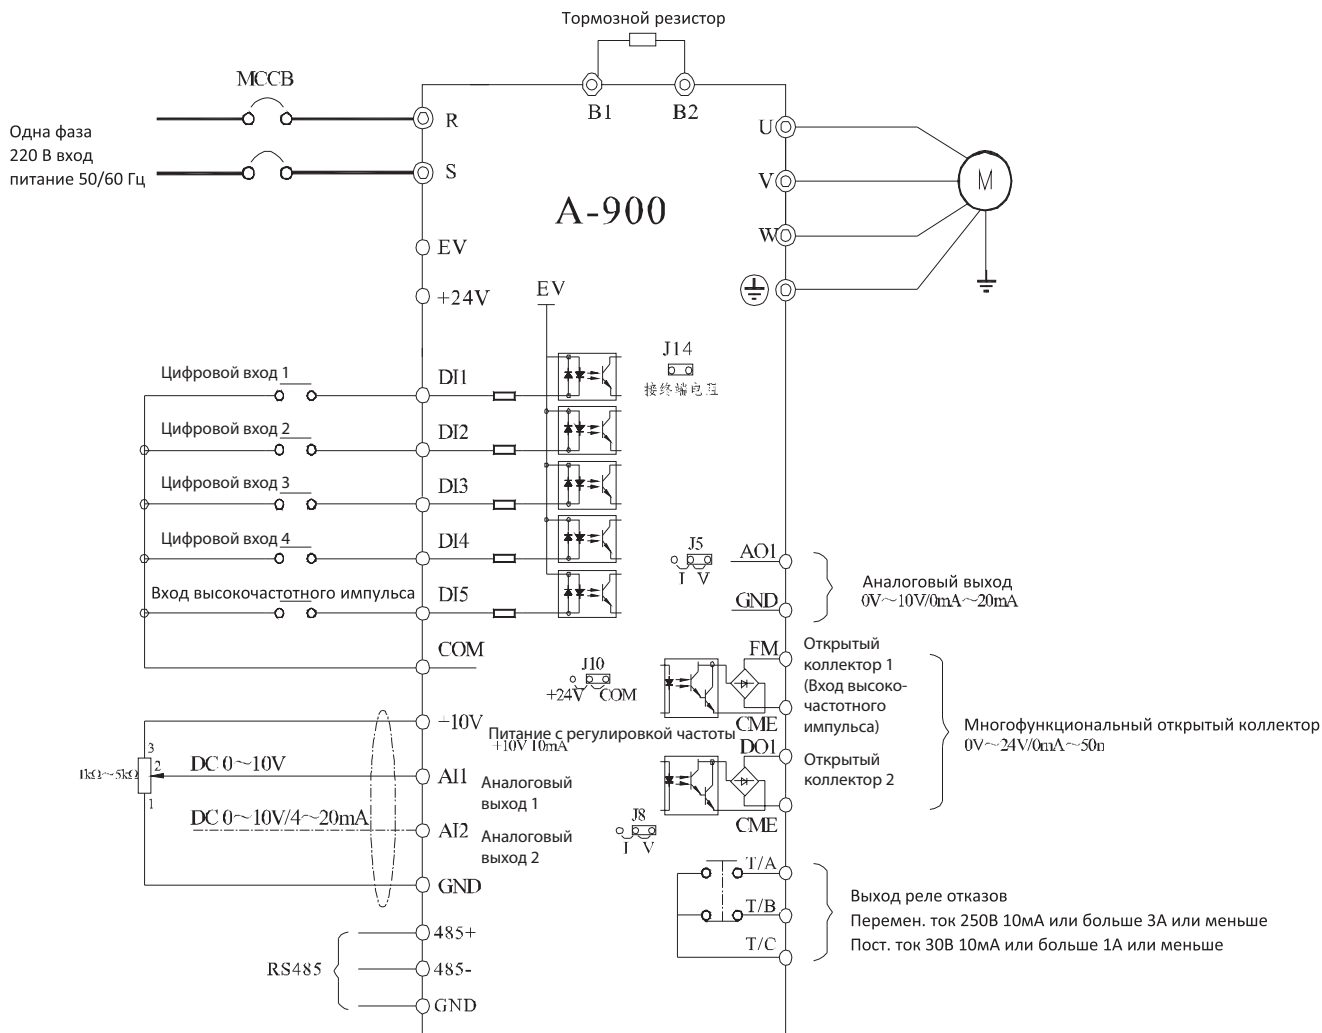 Тормозной резистор
MCCB
B1
B2
R
U
Одна фаза
220 В вход
питание 50/60 Гц
S
V
M
A-900
W
EV
+24V
EV
J14
接终端电阻
Цифровой вход 1
DI1
Цифровой вход 2
DI2
Цифровой вход 3
DI3
Цифровой вход 4
DI4
Вход высокочастотного импульса
DI5
COM
J5
I V
AO1
GND
Аналоговый выход
0V～10V/0mA～20mA
J10
+24V COM
FM
CME
Открытый
коллектор 1
(Вход высоко-
частотного
импульса)
Многофункциональный открытый коллектор
0V～24V/0mA～50п
+10V
Питание с регулировкой частоты
+10V 10mA
DO1
Открытый
коллектор 2
CME
1kΩ～5kΩ
3
2
1
DC 0～10V
AI1
Аналоговый
выход 1
DC 0～10V/4～20mA
AI2
Аналоговый
выход 2
J8
I V
GND
T/A
T/B
T/C
Выход реле отказов
Перемен. ток 250В 10мА или больше 3А или меньше
Пост. ток 30В 10мА или больше 1А или меньше
RS485
485+
485-
GND